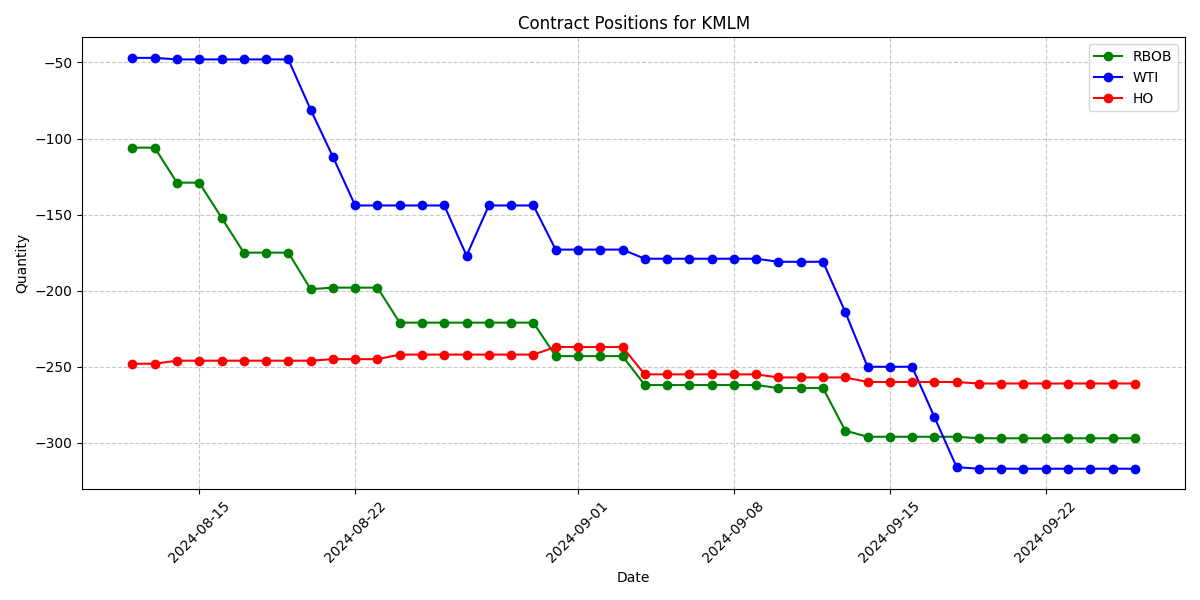 Contract Positions for KMLM
RBOB
WTI
HO
Quantity
−50
−100
−150
−200
−250
−300
2024-08-15
2024-08-22
2024-09-01
2024-09-08
2024-09-15
2024-09-22
Date